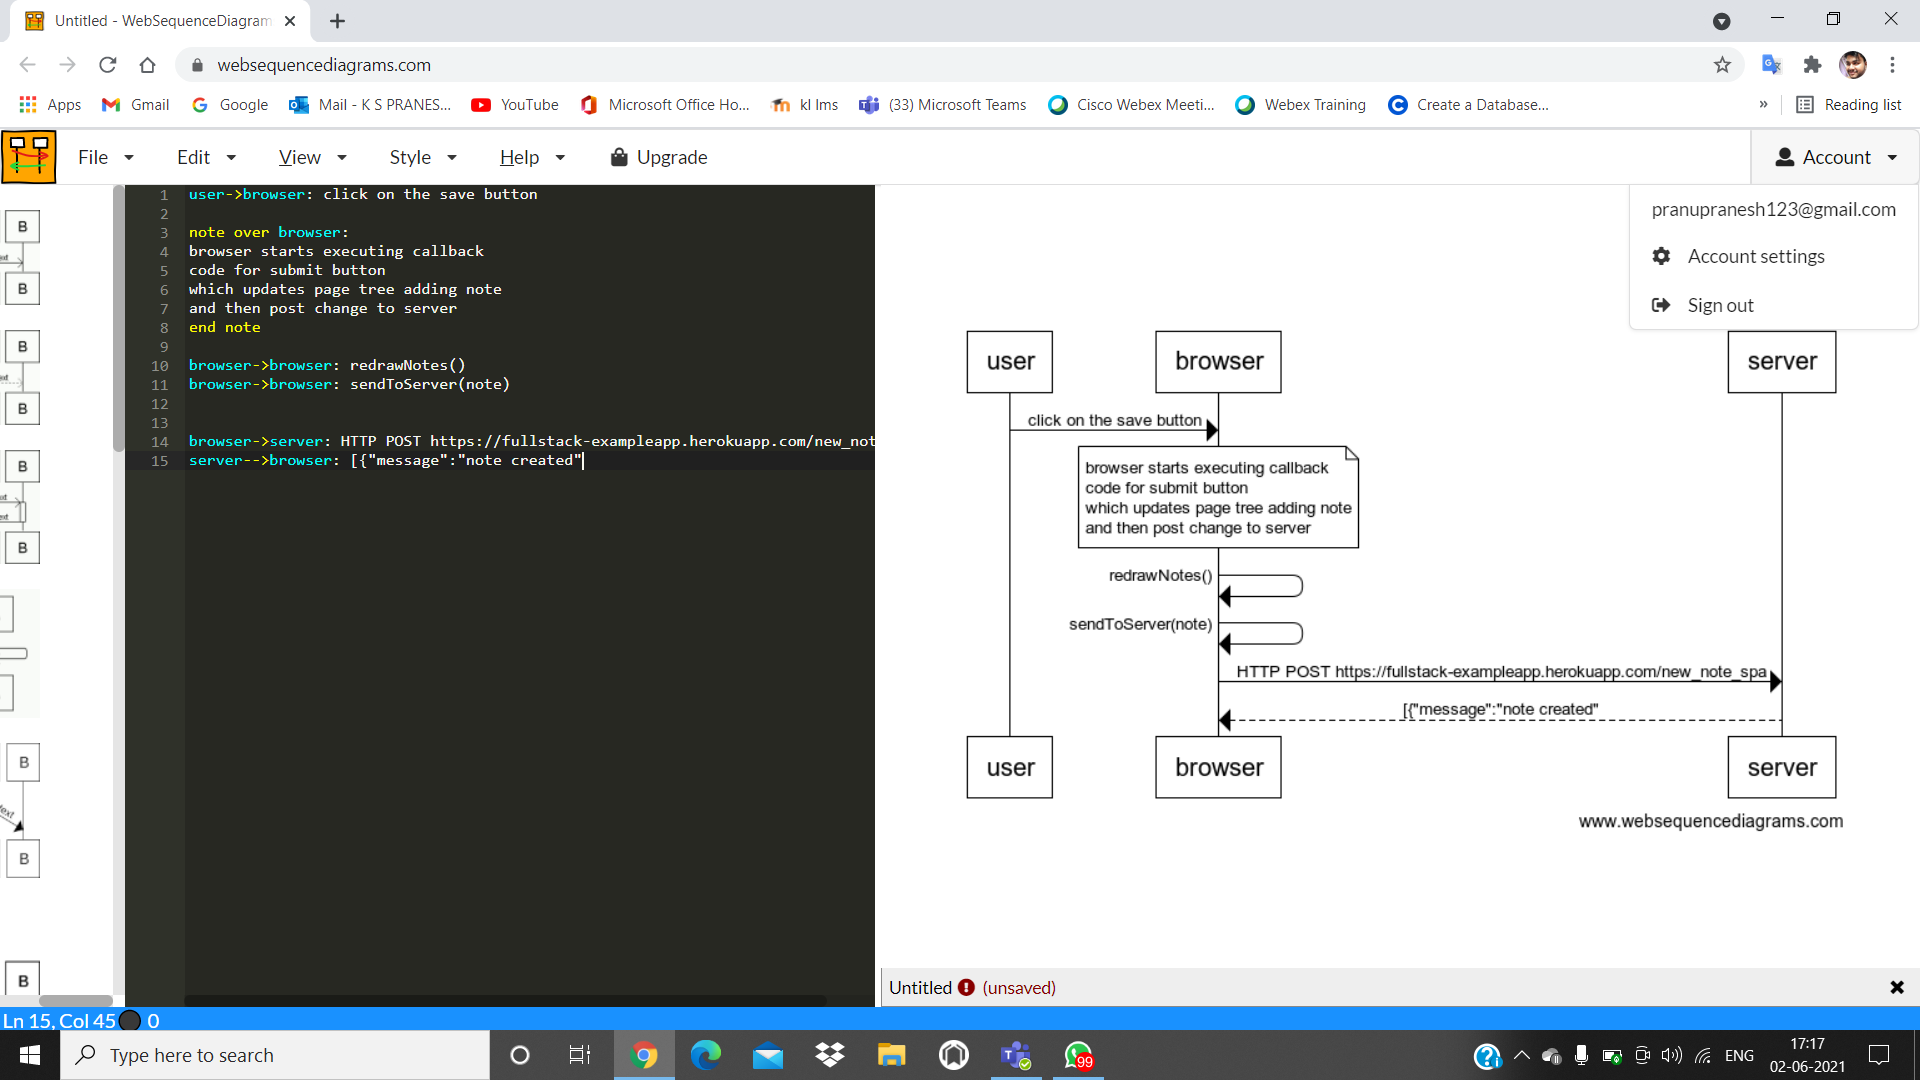 Untitled - WebSequenceDiagram
websequencediagrams.com
Apps Gmail Google Mail - K S PRANES... YouTube Microsoft Office Ho... kl lms (33) Microsoft Teams Cisco Webex Meeti... Webex Training Create a Database... » Reading list
File Edit View Style Help Upgrade Account
pranupranesh123@gmail.com
Account settings
Sign out
B
B
B
B
B
B
B
text
B
B
1 user->browser: click on the save button
2
3 note over browser:
4 browser starts executing callback
5 code for submit button
6 which updates page tree adding note
7 and then post change to server
8 end note
9
10 browser->browser: redrawNotes()
11 browser->browser: sendToServer(note)
12
13
14 browser->server: HTTP POST https://fullstack-exampleapp.herokuapp.com/new_not
15 server-->browser: [{"message":"note created"
user browser server
click on the save button
browser starts executing callback
code for submit button
which updates page tree adding note
and then post change to server
redrawNotes()
sendToServer(note)
HTTP POST https://fullstack-exampleapp.herokuapp.com/new_note_spa
[{"message":"note created"
user browser server
www.websequencediagrams.com
Untitled (unsaved)
Ln 15, Col 45 0
Type here to search
99
ENG
17:17
02-06-2021